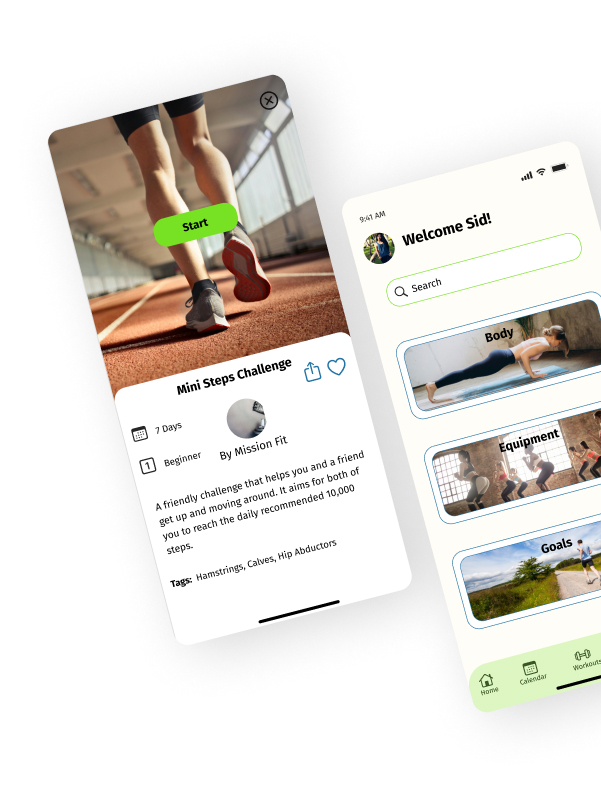 Start
Mini Steps Challenge
7 Days
1 Beginner
By Mission Fit
A friendly challenge that helps you and a friend
get up and moving around. It aims for both of
you to reach the daily recommended 10,000
steps.
Tags: Hamstrings, Calves, Hip Abductors
9:41 AM
Welcome Sid!
Search
Body
Equipment
Goals
Home
Calendar
Workouts